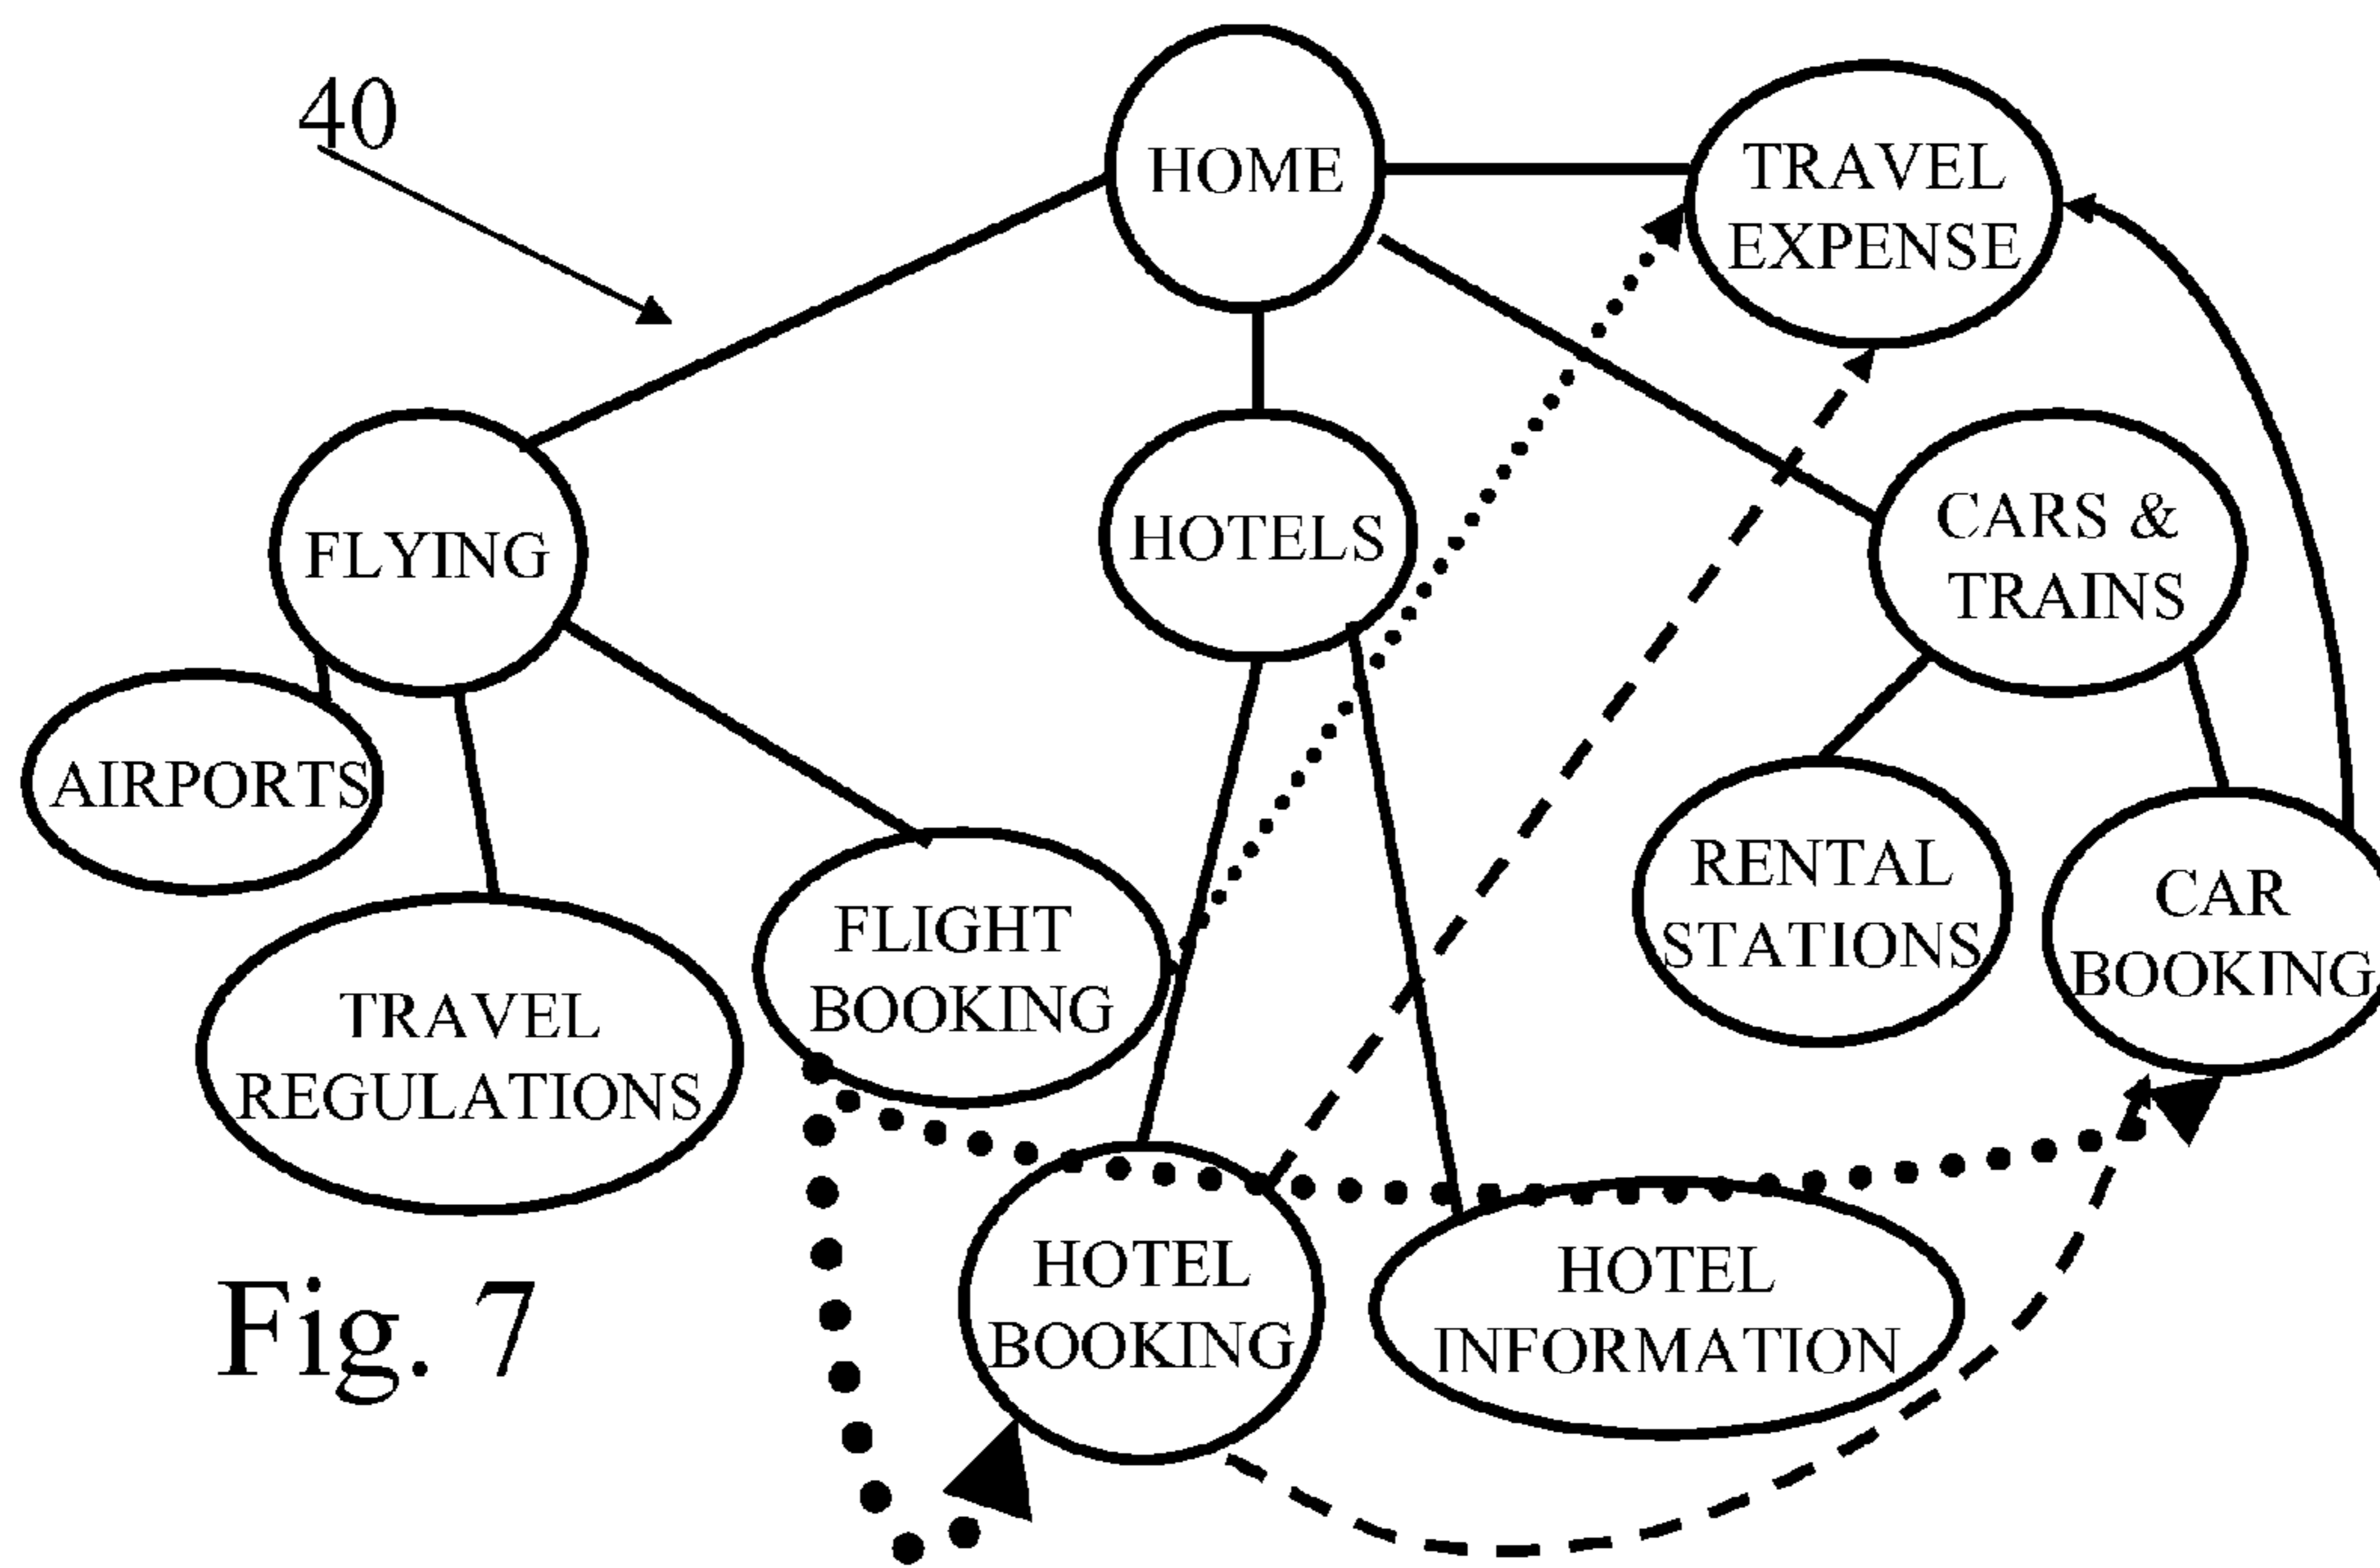 40
HOME
TRAVEL
EXPENSE
FLYING
HOTELS
CARS &
TRAINS
AIRPORTS
TRAVEL
REGULATIONS
FLIGHT
BOOKING
RENTAL
STATIONS
CAR
BOOKING
HOTEL
BOOKING
HOTEL
INFORMATION
Fig. 7